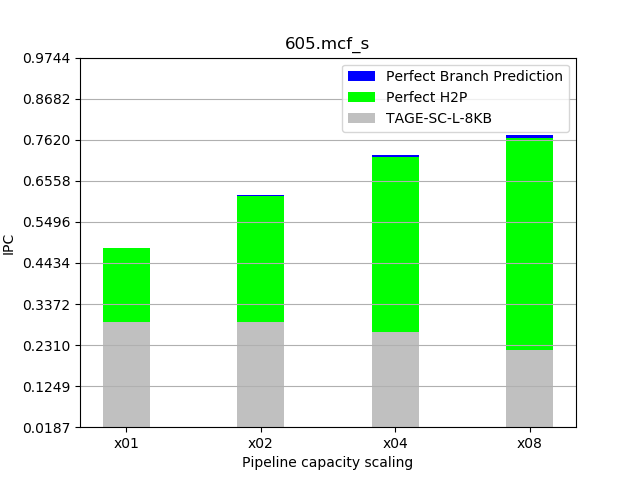 605.mcf_s
0.9744
0.8682
0.7620
0.6558
0.5496
0.4434
0.3372
0.2310
0.1249
0.0187
IPC
Perfect Branch Prediction
Perfect H2P
TAGE-SC-L-8KB
x01
x02
x04
x08
Pipeline capacity scaling